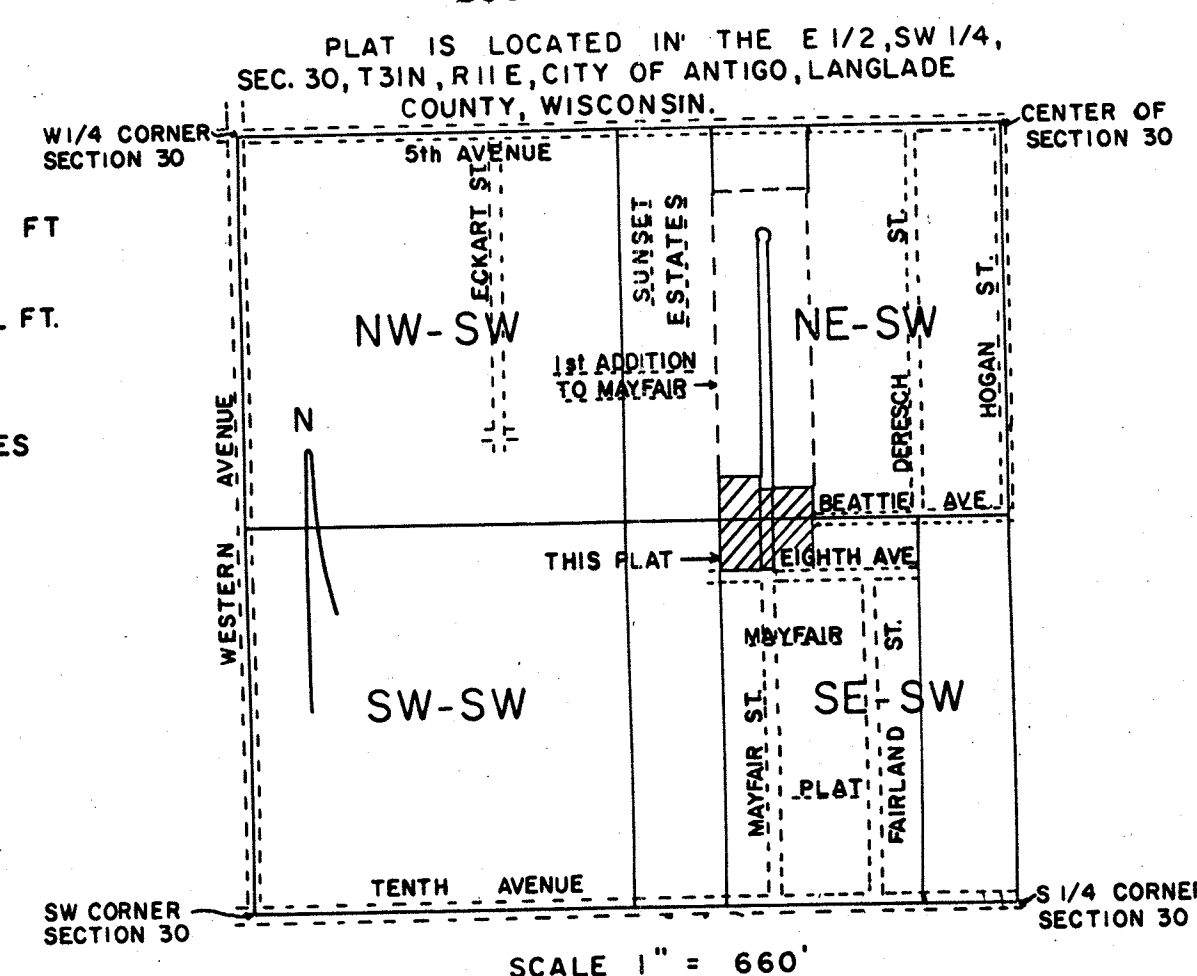 PLAT IS LOCATED IN THE E 1/2, SW 1/4,
SEC. 30, T31N, R11E, CITY OF ANTIGO, LANGLADE
COUNTY, WISCONSIN.
W 1/4 CORNER
SECTION 30
CENTER OF
SECTION 30
5th AVENUE
ECKART ST.
SUNSET
ESTATES
DERESCH ST.
HOGAN ST.
FT
FT.
ES
NW-SW
NE-SW
1st ADDITION
TO MAYFAIR
N
WESTERN AVENUE
BEATTIE AVE.
THIS PLAT
EIGHTH AVE
MAYFAIR
PLAT
MAYFAIR ST.
FAIRLAND ST.
SW-SW
SE-SW
TENTH AVENUE
SW CORNER
SECTION 30
S 1/4 CORNER
SECTION 30
SCALE 1" = 660'